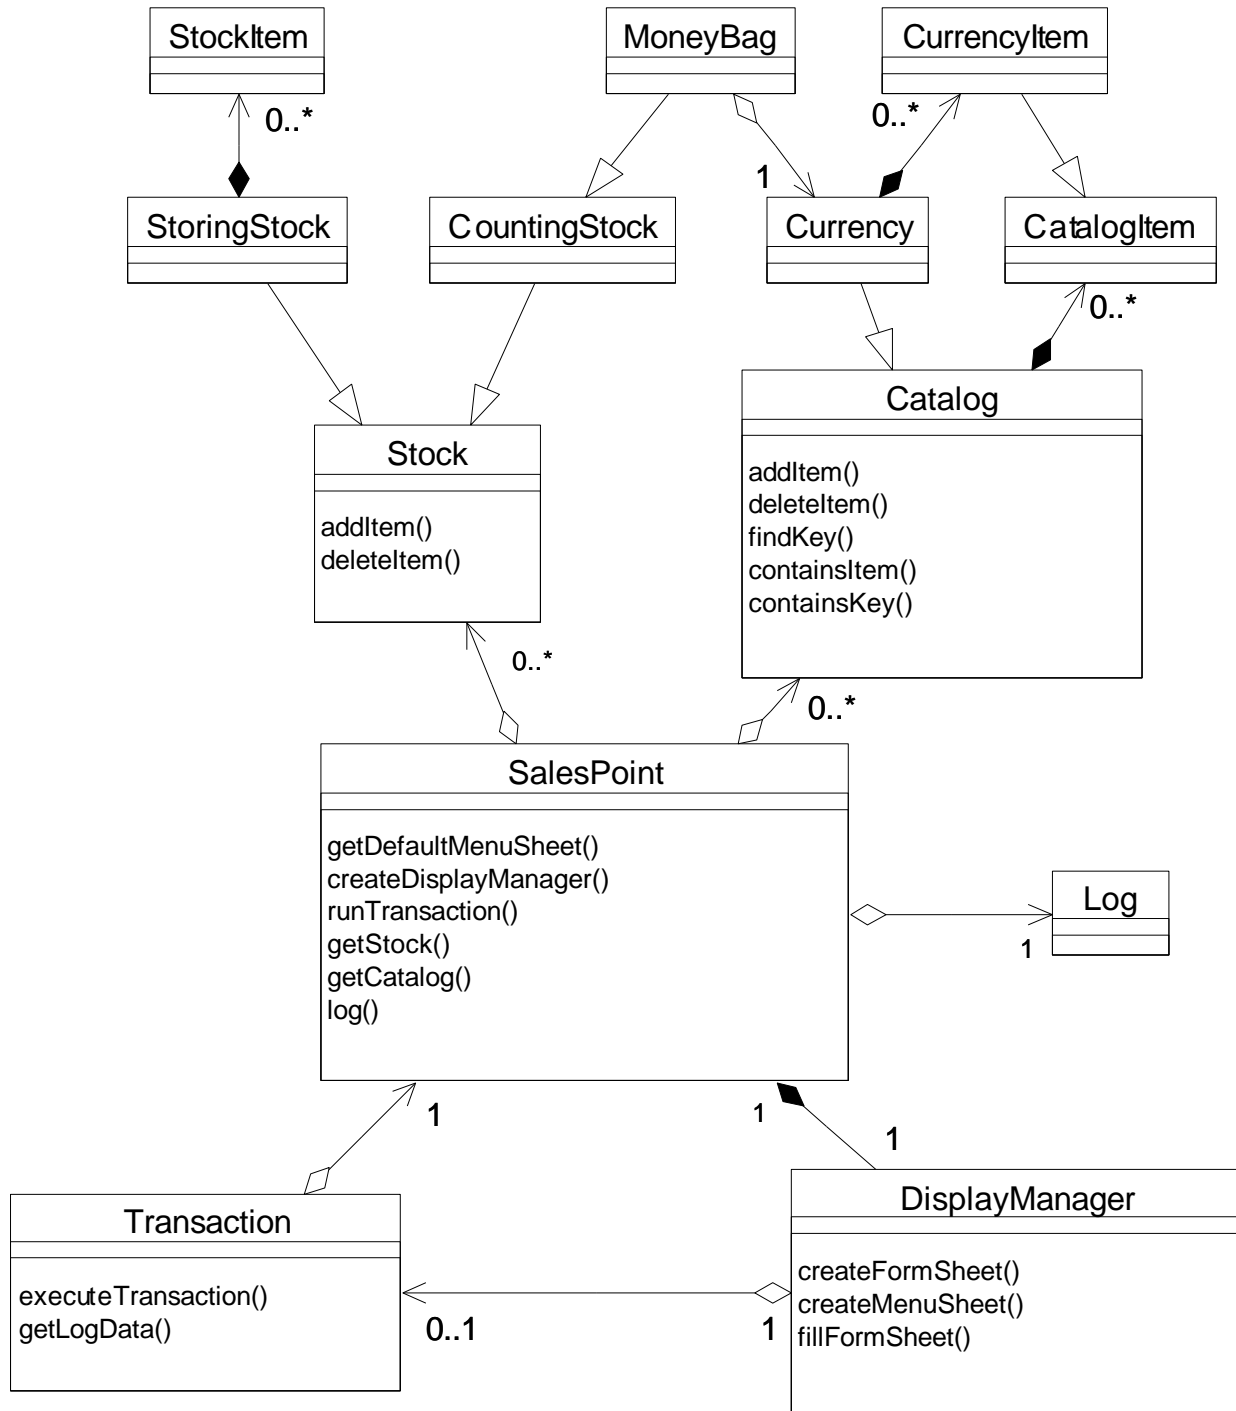 StockItem
MoneyBag
CurrencyItem
0..*
0..*
1
StoringStock
CountingStock
Currency
CatalogItem
0..*
Catalog
addItem()
deleteItem()
findKey()
containsItem()
containsKey()
Stock
addItem()
deleteItem()
0..*
0..*
SalesPoint
getDefaultMenuSheet()
createDisplayManager()
runTransaction()
getStock()
getCatalog()
log()
Log
1
1
1
1
Transaction
executeTransaction()
getLogData()
0..1
1
DisplayManager
createFormSheet()
createMenuSheet()
fillFormSheet()